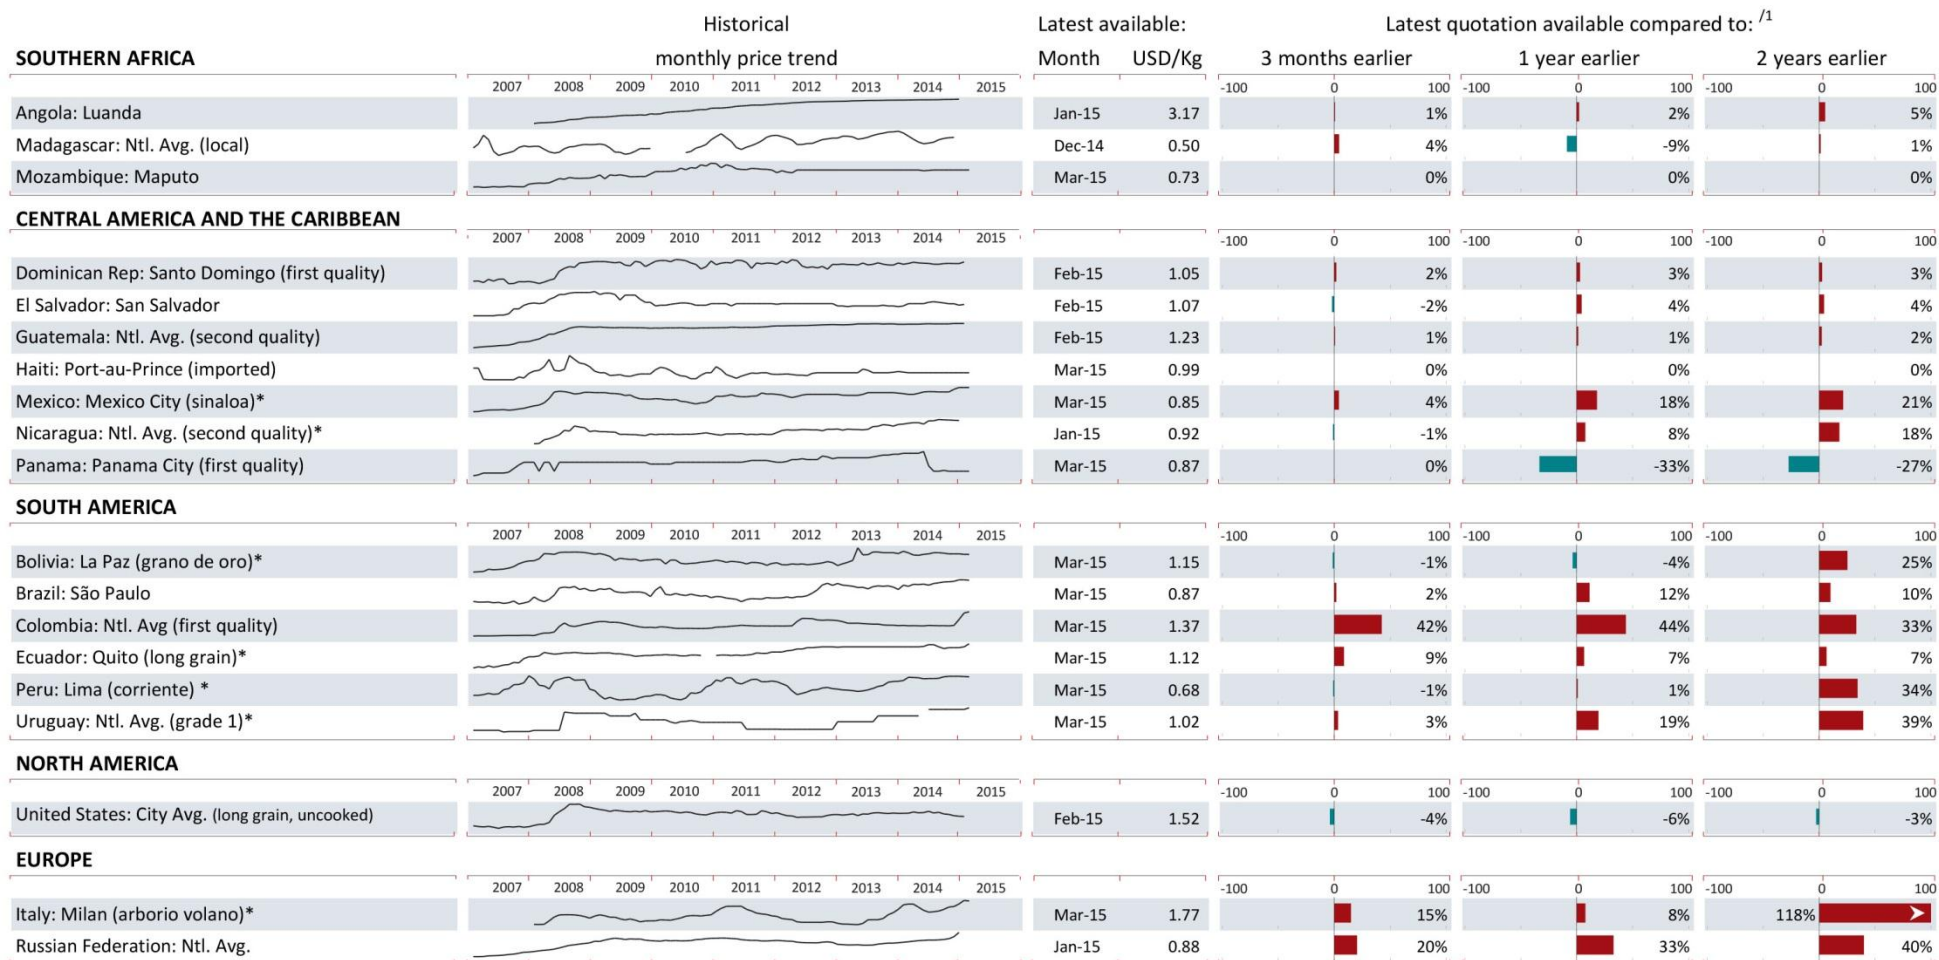 Historical Latest available: Latest quotation available compared to: /1
SOUTHERN AFRICA monthly price trend Month USD/Kg 3 months earlier 1 year earlier 2 years earlier
2007 2008 2009 2010 2011 2012 2013 2014 2015 -100 0 100 -100 0 100 -100 0 100
Angola: Luanda Jan-15 3.17 1% 2% 5%
Madagascar: Ntl. Avg. (local) Dec-14 0.50 4% -9% 1%
Mozambique: Maputo Mar-15 0.73 0% 0% 0%
CENTRAL AMERICA AND THE CARIBBEAN
2007 2008 2009 2010 2011 2012 2013 2014 2015 -100 0 100 -100 0 100 -100 0 100
Dominican Rep: Santo Domingo (first quality) Feb-15 1.05 2% 3% 3%
El Salvador: San Salvador Feb-15 1.07 -2% 4% 4%
Guatemala: Ntl. Avg. (second quality) Feb-15 1.23 1% 1% 2%
Haiti: Port-au-Prince (imported) Mar-15 0.99 0% 0% 0%
Mexico: Mexico City (sinaloa)* Mar-15 0.85 4% 18% 21%
Nicaragua: Ntl. Avg. (second quality)* Jan-15 0.92 -1% 8% 18%
Panama: Panama City (first quality) Mar-15 0.87 0% -33% -27%
SOUTH AMERICA
2007 2008 2009 2010 2011 2012 2013 2014 2015 -100 0 100 -100 0 100 -100 0 100
Bolivia: La Paz (grano de oro)* Mar-15 1.15 -1% -4% 25%
Brazil: São Paulo Mar-15 0.87 2% 12% 10%
Colombia: Ntl. Avg (first quality) Mar-15 1.37 42% 44% 33%
Ecuador: Quito (long grain)* Mar-15 1.12 9% 7% 7%
Peru: Lima (corriente) * Mar-15 0.68 -1% 1% 34%
Uruguay: Ntl. Avg. (grade 1)* Mar-15 1.02 3% 19% 39%
NORTH AMERICA
2007 2008 2009 2010 2011 2012 2013 2014 2015 -100 0 100 -100 0 100 -100 0 100
United States: City Avg. (long grain, uncooked) Feb-15 1.52 -4% -6% -3%
EUROPE
2007 2008 2009 2010 2011 2012 2013 2014 2015 -100 0 100 -100 0 100 -100 0 100
Italy: Milan (arborio volano)* Mar-15 1.77 15% 8% 118%
Russian Federation: Ntl. Avg. Jan-15 0.88 20% 33% 40%